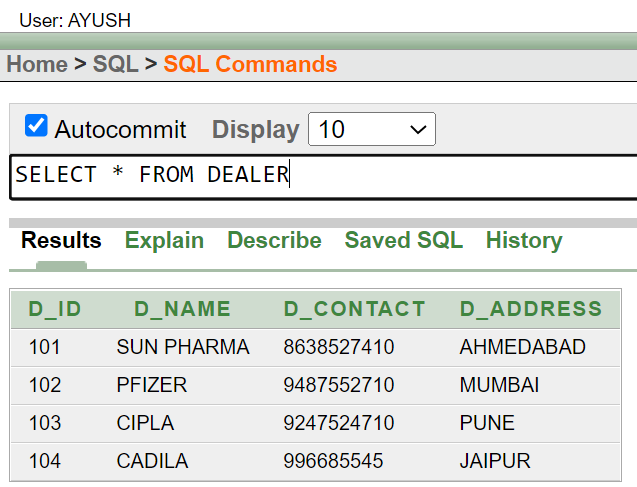 User: AYUSH
Home > SQL > SQL Commands
Autocommit Display 10
SELECT * FROM DEALER
Results Explain Describe Saved SQL History
D_ID D_NAME D_CONTACT D_ADDRESS
101 SUN PHARMA 8638527410 AHMEDABAD
102 PFIZER 9487552710 MUMBAI
103 CIPLA 9247524710 PUNE
104 CADILA 996685545 JAIPUR